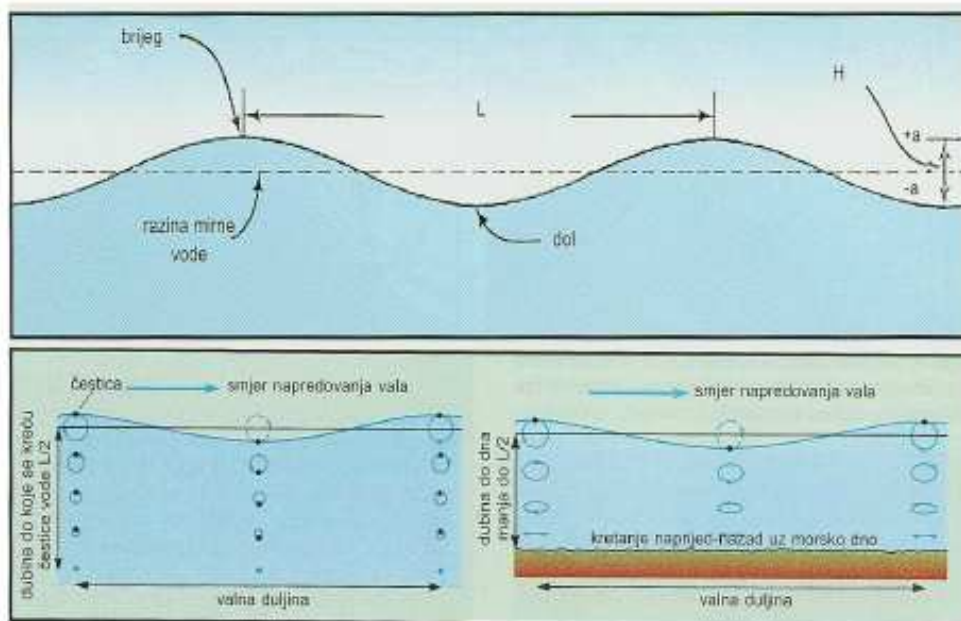 brijeg
L
H
+a
-a
razina mirne
vode
dol
čestica
smjer napredovanja vala
dubina do koje se kreću
čestice vode L/2
valna duljina
smjer napredovanja vala
dubina do dna
manja do L/2
kretanje naprijed-nazad uz morsko dno
valna duljina